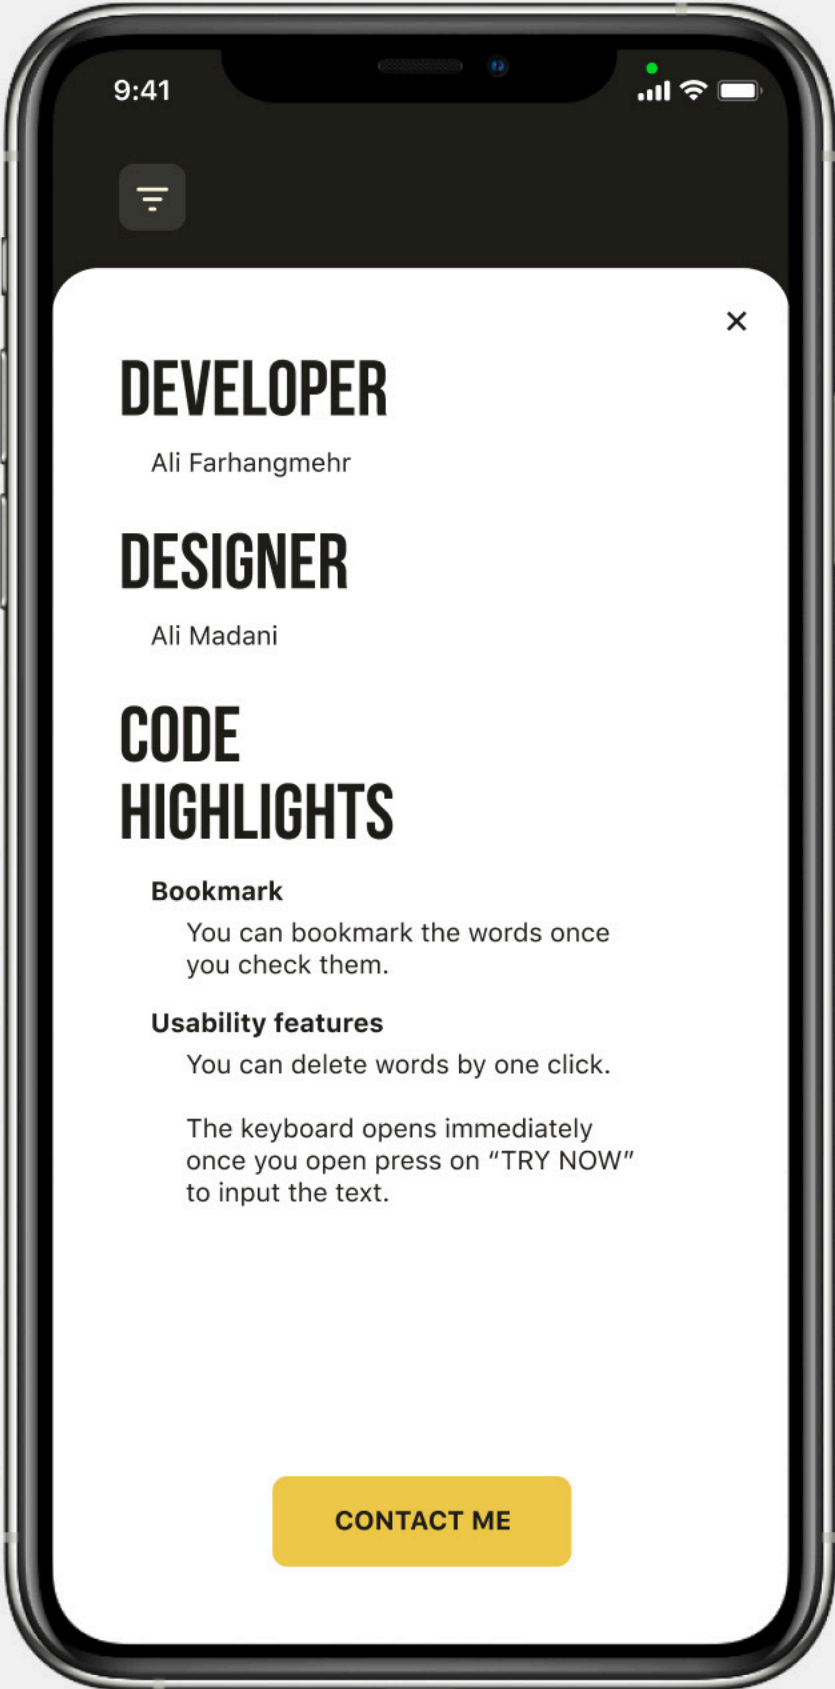 9:41
DEVELOPER
Ali Farhangmehr
DESIGNER
Ali Madani
CODE
HIGHLIGHTS
Bookmark
You can bookmark the words once
you check them.
Usability features
You can delete words by one click.
The keyboard opens immediately
once you open press on “TRY NOW”
to input the text.
CONTACT ME